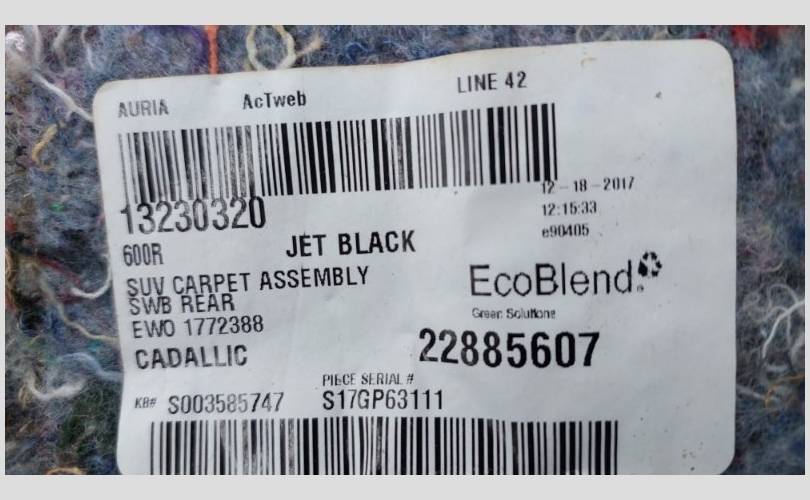 AURIA AcTweb LINE 42
13230320
12-18-2017
12:15:33
e90405
600R JET BLACK
SUV CARPET ASSEMBLY
SWB REAR
EWO 1772388
CADALLIC
EcoBlend
Green Solutions
22885607
PIECE SERIAL #
KB# S003585747 S17GP63111